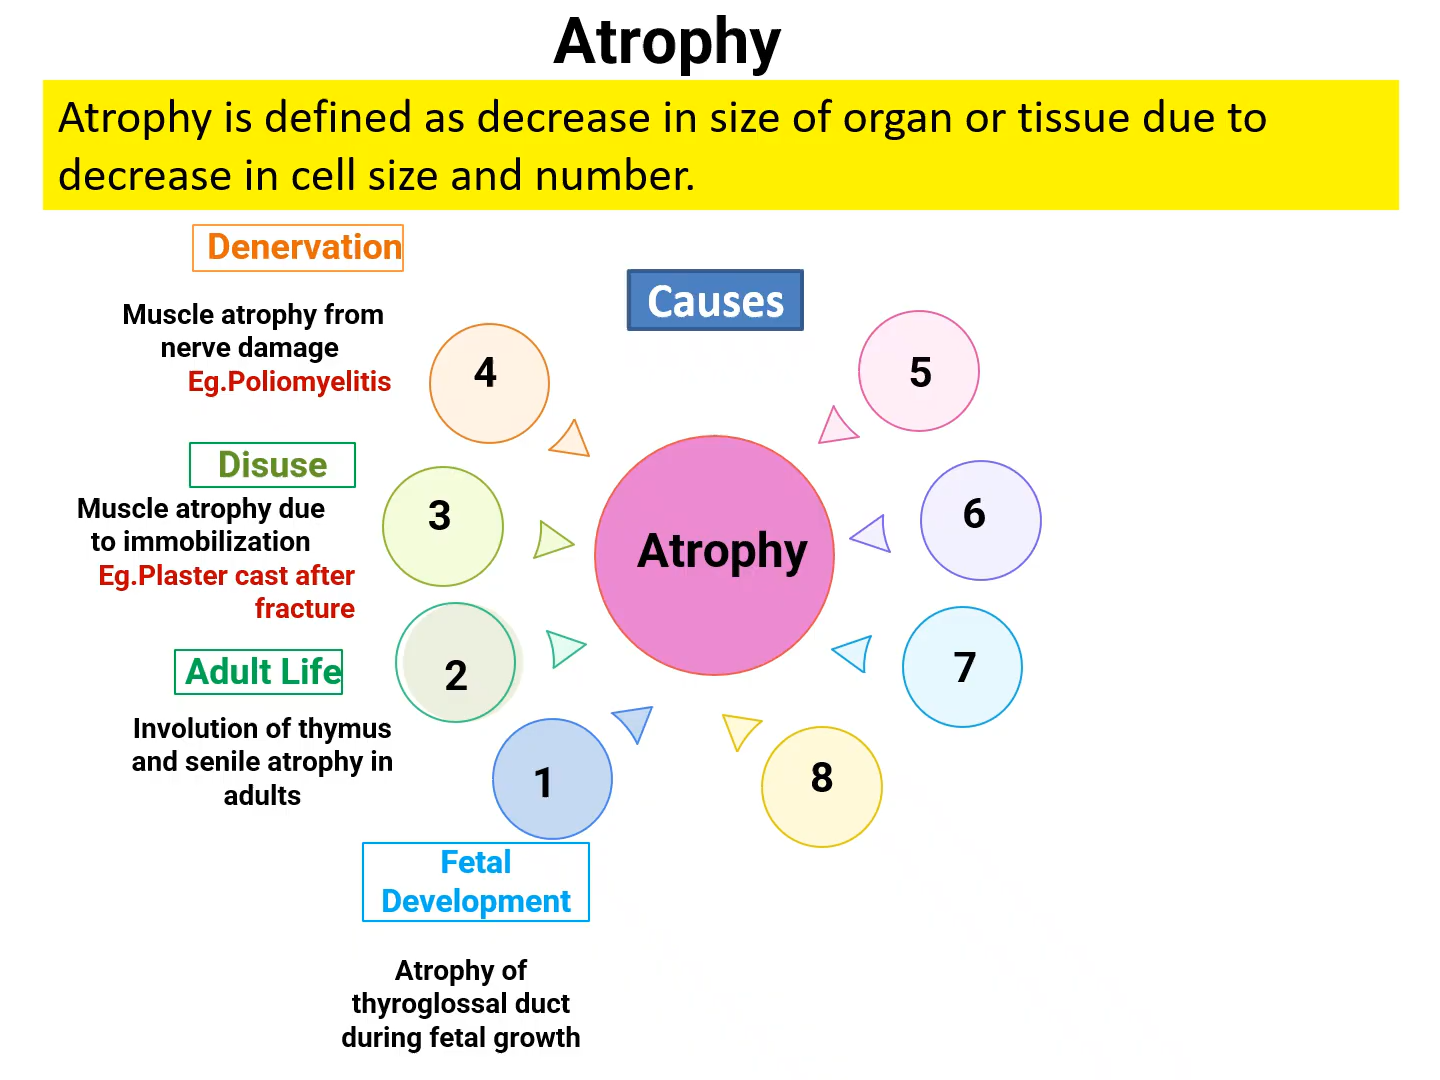 Atrophy
Atrophy is defined as decrease in size of organ or tissue due to
decrease in cell size and number.
Denervation
Muscle atrophy from
nerve damage
Eg.Poliomyelitis
Causes
4
5
Disuse
Muscle atrophy due
to immobilization
Eg.Plaster cast after
fracture
3
Atrophy
6
Adult Life
Involution of thymus
and senile atrophy in
adults
2
7
1
8
Fetal
Development
Atrophy of
thyroglossal duct
during fetal growth